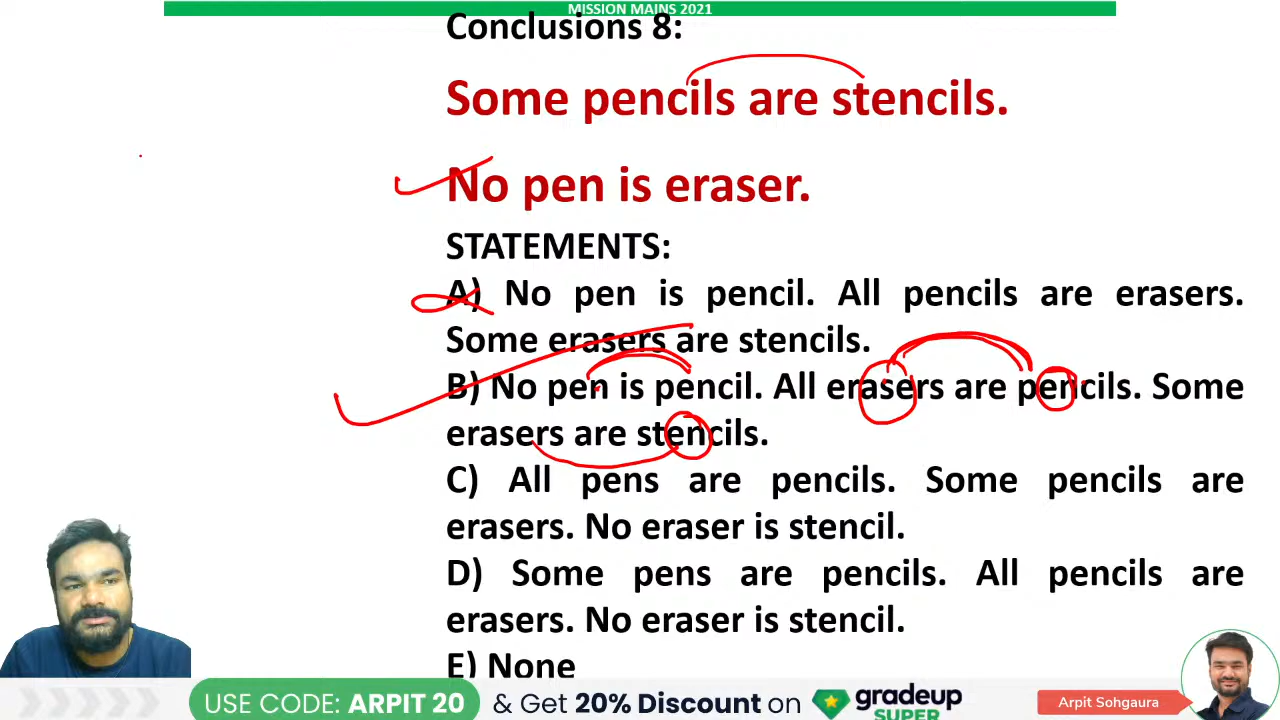 MISSION MAINS 2021
Conclusions 8:
Some pencils are stencils.
No pen is eraser.
STATEMENTS:
A) No pen is pencil. All pencils are erasers.
Some erasers are stencils.
B) No pen is pencil. All erasers are pencils. Some
erasers are stencils.
C) All pens are pencils. Some pencils are
erasers. No eraser is stencil.
D) Some pens are pencils. All pencils are
erasers. No eraser is stencil.
E) None
USE CODE: ARPIT 20 & Get 20% Discount on gradeup
SUPER
Arpit Sohgaura